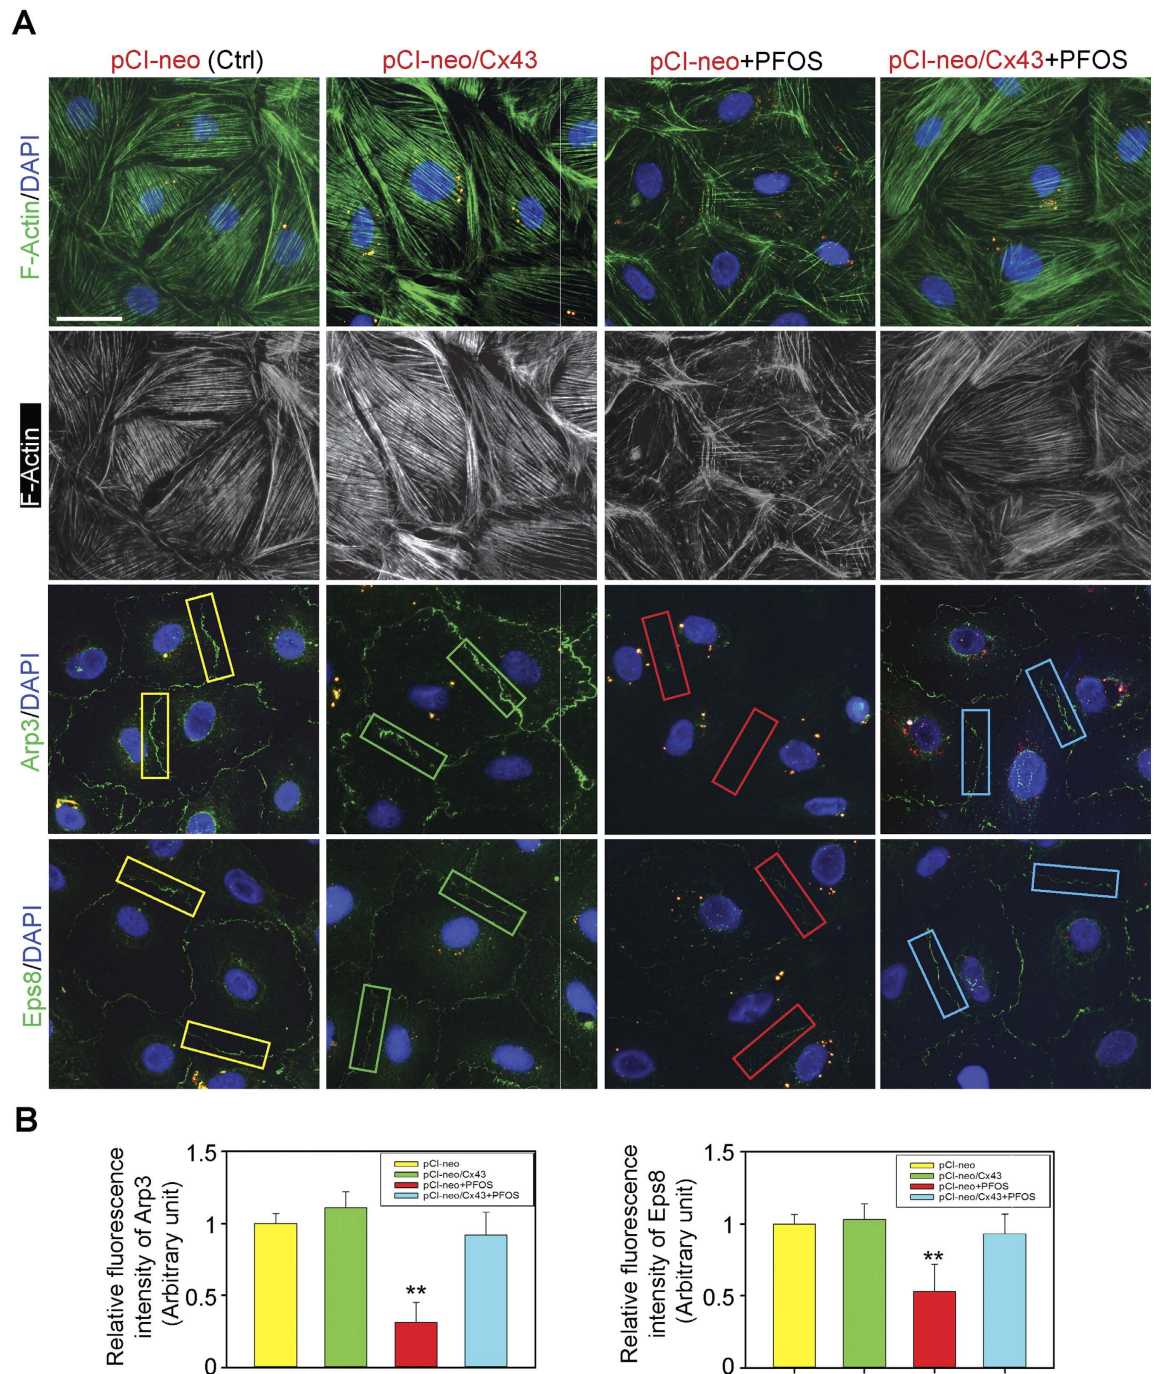 A
pCI-neo (Ctrl)
pCI-neo/Cx43
pCI-neo+PFOS
pCI-neo/Cx43+PFOS
F-Actin/DAPI
F-Actin
Arp3/DAPI
Eps8/DAPI
B
Relative fluorescence
intensity of Arp3
(Arbitrary unit)
1.5
1
0.5
0
pCI-neo
pCI-neo/Cx43
pCI-neo+PFOS
pCI-neo/Cx43+PFOS
**
Relative fluorescence
intensity of Eps8
(Arbitrary unit)
1.5
1
0.5
0
pCI-neo
pCI-neo/Cx43
pCI-neo+PFOS
pCI-neo/Cx43+PFOS
**